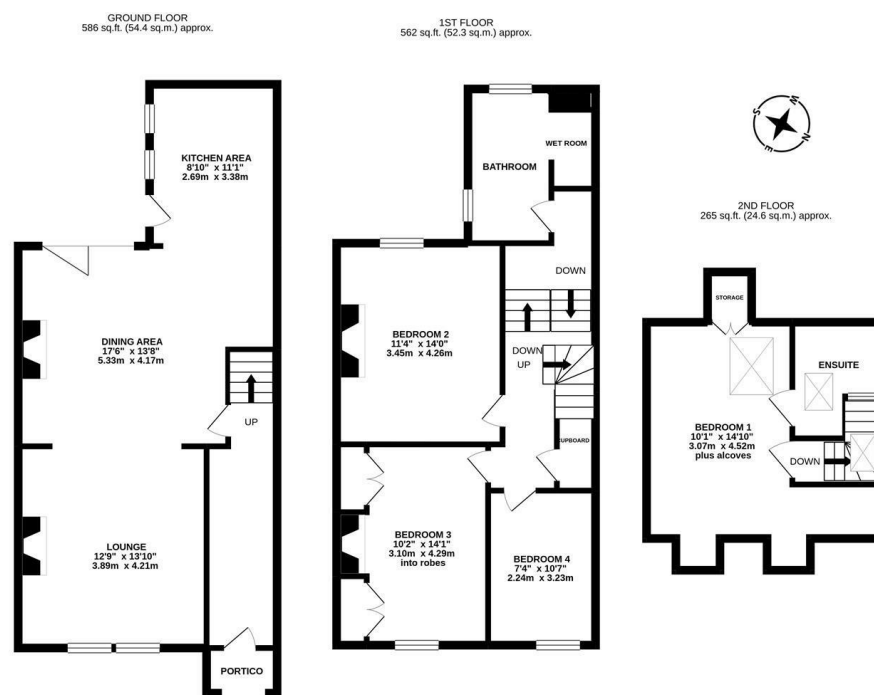 GROUND FLOOR
586 sq.ft. (54.4 sq.m.) approx.
KITCHEN AREA
8'10" x 11'1"
2.69m x 3.38m
DINING AREA
17'6" x 13'8"
5.33m x 4.17m
UP
LOUNGE
12'9" x 13'10"
3.89m x 4.21m
PORTICO
1ST FLOOR
562 sq.ft. (52.3 sq.m.) approx.
WET ROOM
BATHROOM
DOWN
BEDROOM 2
11'4" x 14'0"
3.45m x 4.26m
DOWN
UP
CUPBOARD
BEDROOM 3
10'2" x 14'1"
3.10m x 4.29m
into robes
BEDROOM 4
7'4" x 10'7"
2.24m x 3.23m
W
S
N
E
2ND FLOOR
265 sq.ft. (24.6 sq.m.) approx.
STORAGE
ENSUITE
BEDROOM 1
10'1" x 14'10"
3.07m x 4.52m
plus alcoves
DOWN